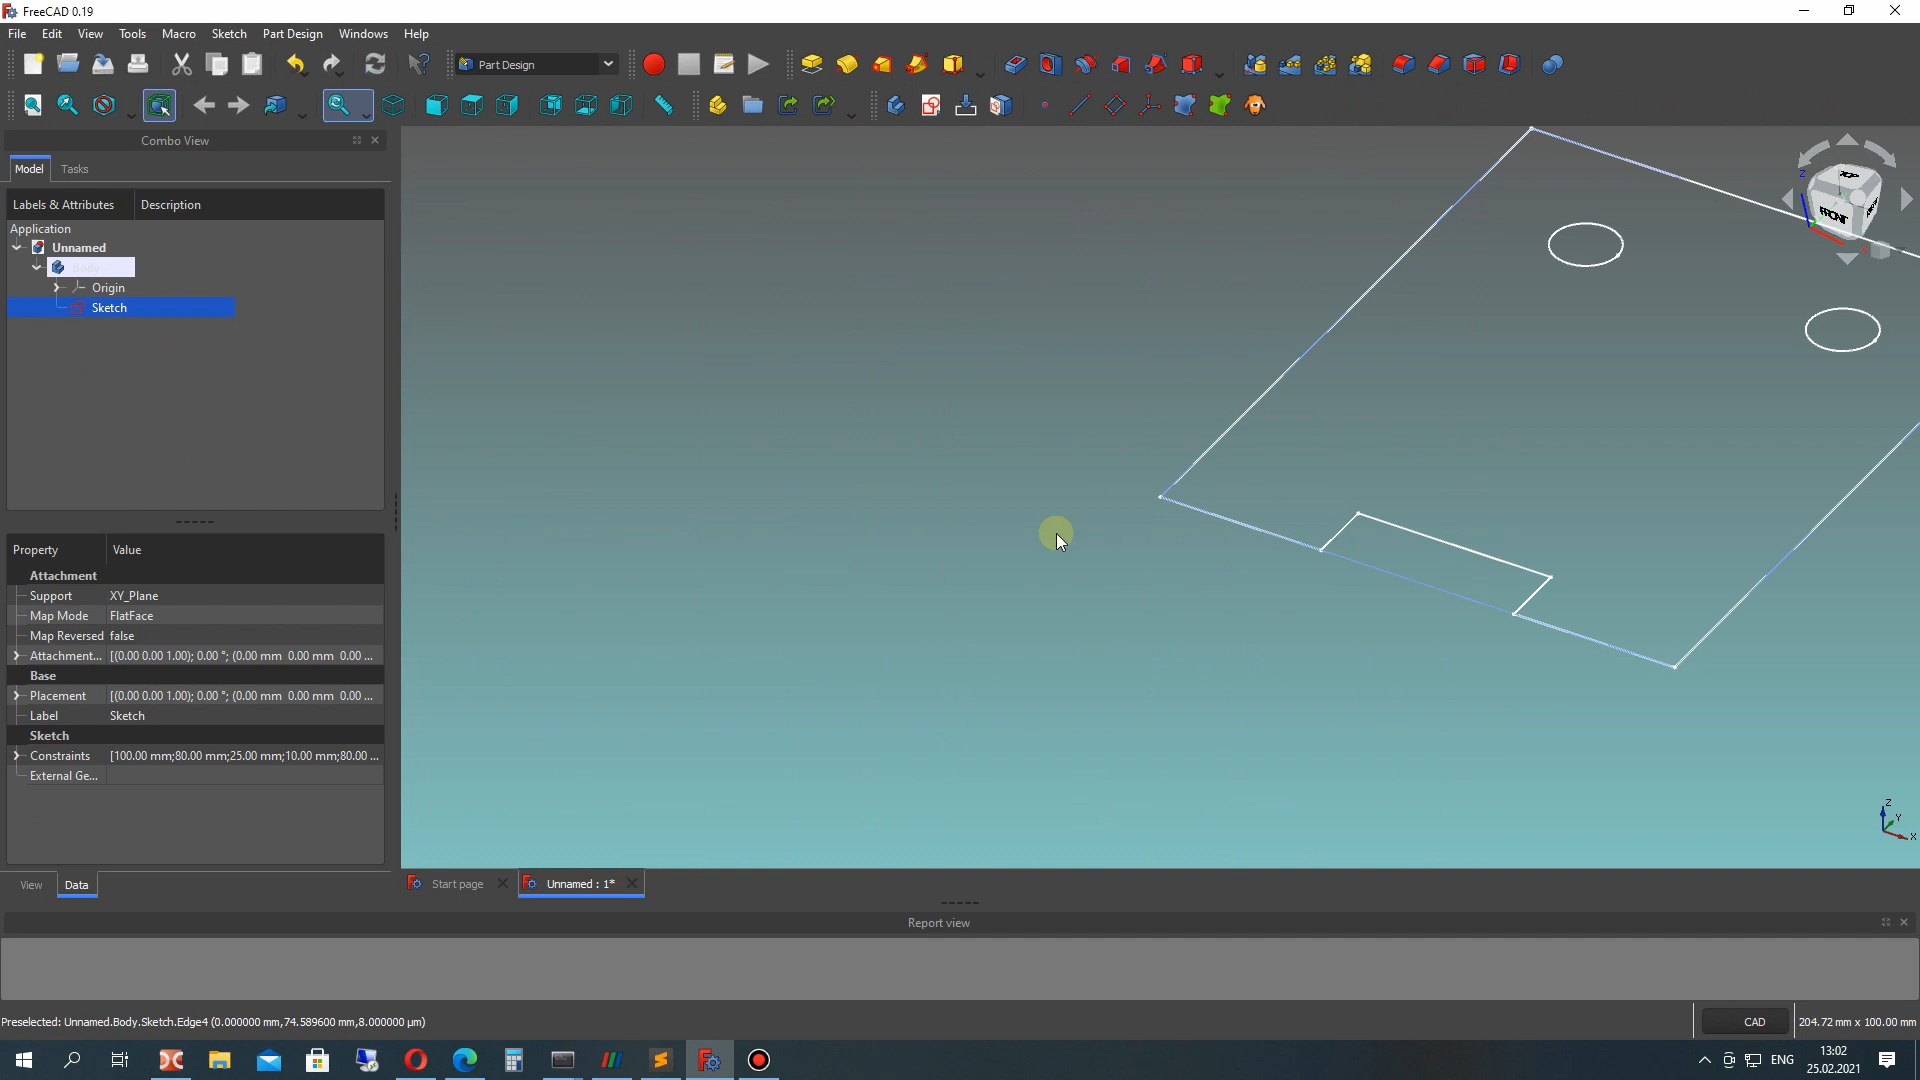 FreeCAD 0.19
File Edit View Tools Macro Sketch Part Design Windows Help
Part Design
Combo View
Model Tasks
Labels & Attributes Description
Application
Unnamed
Body
Origin
Sketch
Property Value
Attachment
Support XY_Plane
Map Mode FlatFace
Map Reversed false
Attachment... [(0.00 0.00 1.00); 0.00 °; (0.00 mm 0.00 mm 0.00 ...
Base
Placement [(0.00 0.00 1.00); 0.00 °; (0.00 mm 0.00 mm 0.00 ...
Label Sketch
Sketch
Constraints [100.00 mm;80.00 mm;25.00 mm;10.00 mm;80.00 ...
External Ge...
View Data
TOP
FRONT
Z
Z
Y
X
Start page Unnamed : 1*
Report view
Preselected: Unnamed.Body.Sketch.Edge4 (0.000000 mm,74.589600 mm,8.000000 µm)
CAD 204.72 mm x 100.00 mm
ENG 13:02
25.02.2021